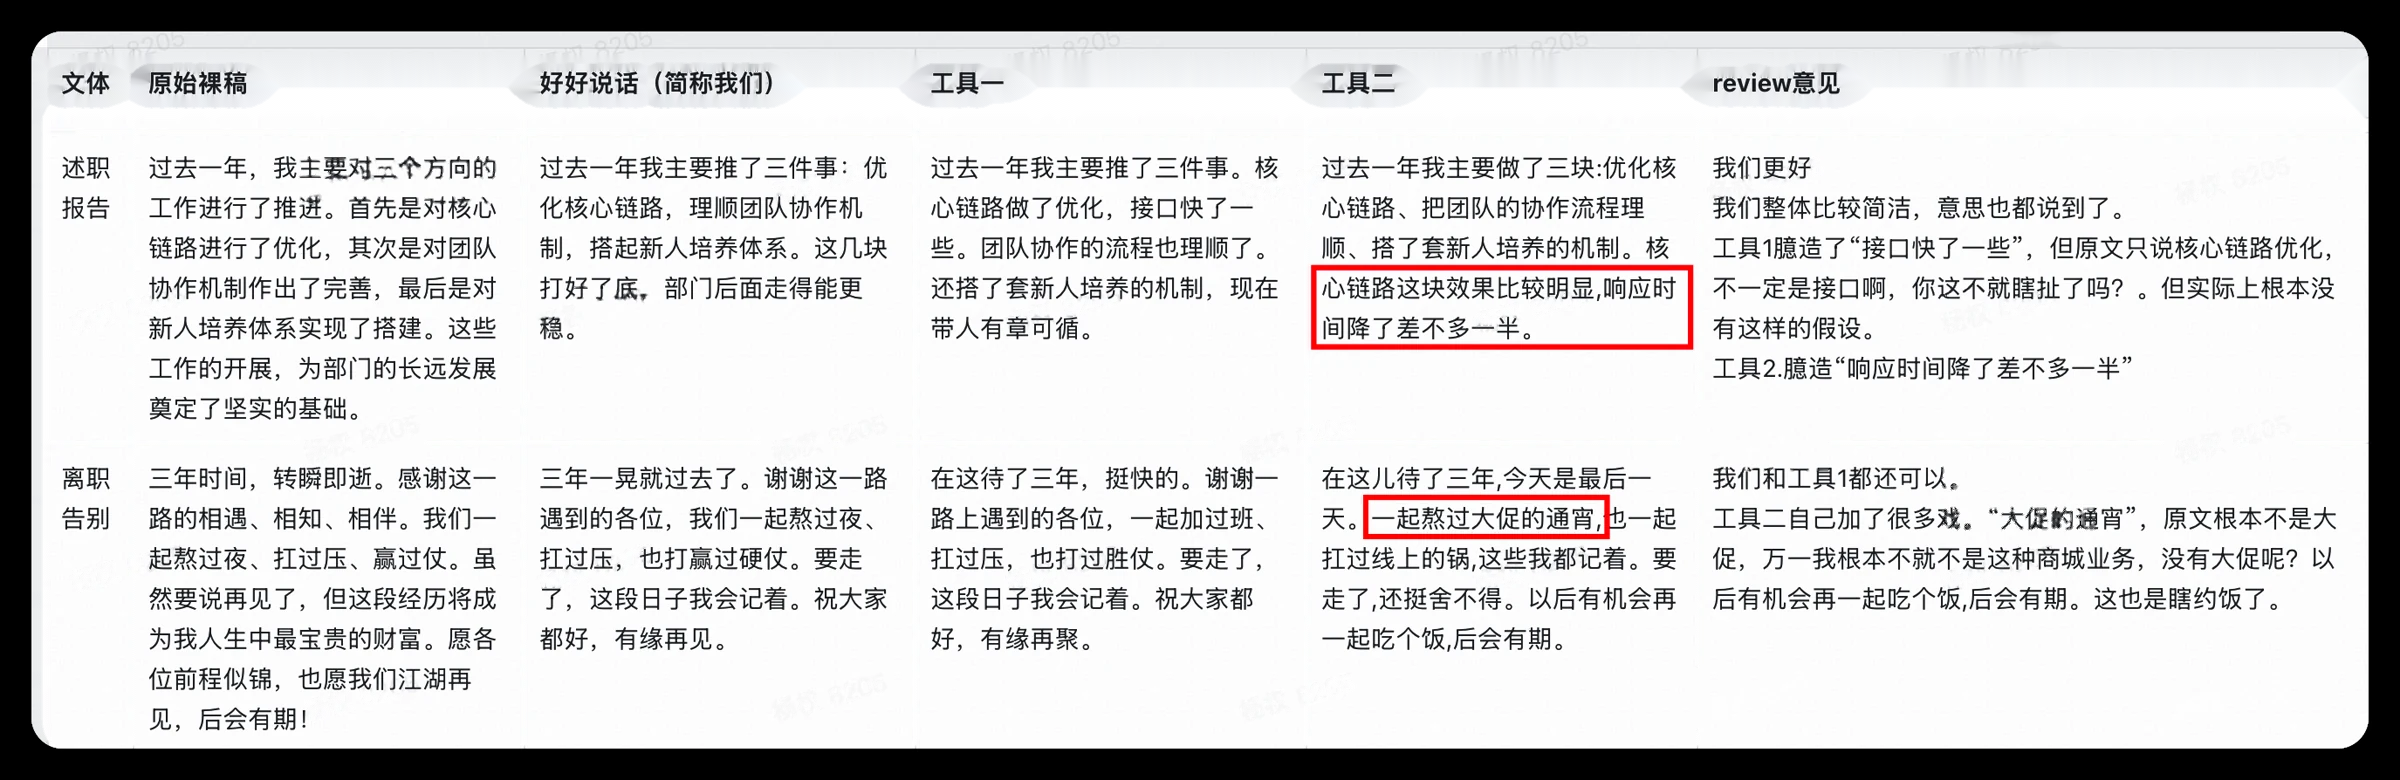 文体
原始裸稿
好好说话（简称我们）
工具一
工具二
review意见
述职
报告
过去一年，我主要对三个方向的
工作进行了推进。首先是对核心
链路进行了优化，其次是对团队
协作机制作出了完善，最后是对
新人培养体系实现了搭建。这些
工作的开展，为部门的长远发展
奠定了坚实的基础。
过去一年我主要推了三件事：优
化核心链路，理顺团队协作机
制，搭起新人培养体系。这几块
打好了底，部门后面走得能更
稳。
过去一年我主要推了三件事。核
心链路做了优化，接口快了一
些。团队协作的流程也理顺了。
还搭了套新人培养的机制，现在
带人有章可循。
过去一年我主要做了三块:优化核
心链路、把团队的协作流程理
顺、搭了套新人培养的机制。核
心链路这块效果比较明显,响应时
间降了差不多一半。
我们更好
我们整体比较简洁，意思也都说到了。
工具1臆造了“接口快了一些”，但原文只说核心链路优化，
不一定是接口啊，你这不就瞎扯了吗？。但实际上根本没
有这样的假设。
工具2.臆造“响应时间降了差不多一半”
离职
告别
三年时间，转瞬即逝。感谢这一
路的相遇、相知、相伴。我们一
起熬过夜、扛过压、赢过仗。虽
然要说再见了，但这段经历将成
为我人生中最宝贵的财富。愿各
位前程似锦，也愿我们江湖再
见，后会有期！
三年一晃就过去了。谢谢这一路
遇到的各位，我们一起熬过夜、
扛过压，也打赢过硬仗。要走
了，这段日子我会记着。祝大家
都好，有缘再见。
在这待了三年，挺快的。谢谢一
路上遇到的各位，一起加过班、
扛过压，也打过胜仗。要走了，
这段日子我会记着。祝大家都
好，有缘再聚。
在这儿待了三年,今天是最后一
天。一起熬过大促的通宵,也一起
扛过线上的锅,这些我都记着。要
走了,还挺舍不得。以后有机会再
一起吃个饭,后会有期。
我们和工具1都还可以。
工具二自己加了很多戏。“大促的通宵”，原文根本不是大
促，万一我根本不就不是这种商城业务，没有大促呢？以
后有机会再一起吃个饭,后会有期。这也是瞎约饭了。